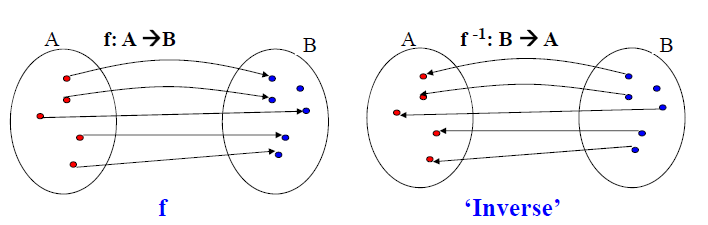 A
f: A →B
B
f
A
f -1: B → A
B
‘Inverse’